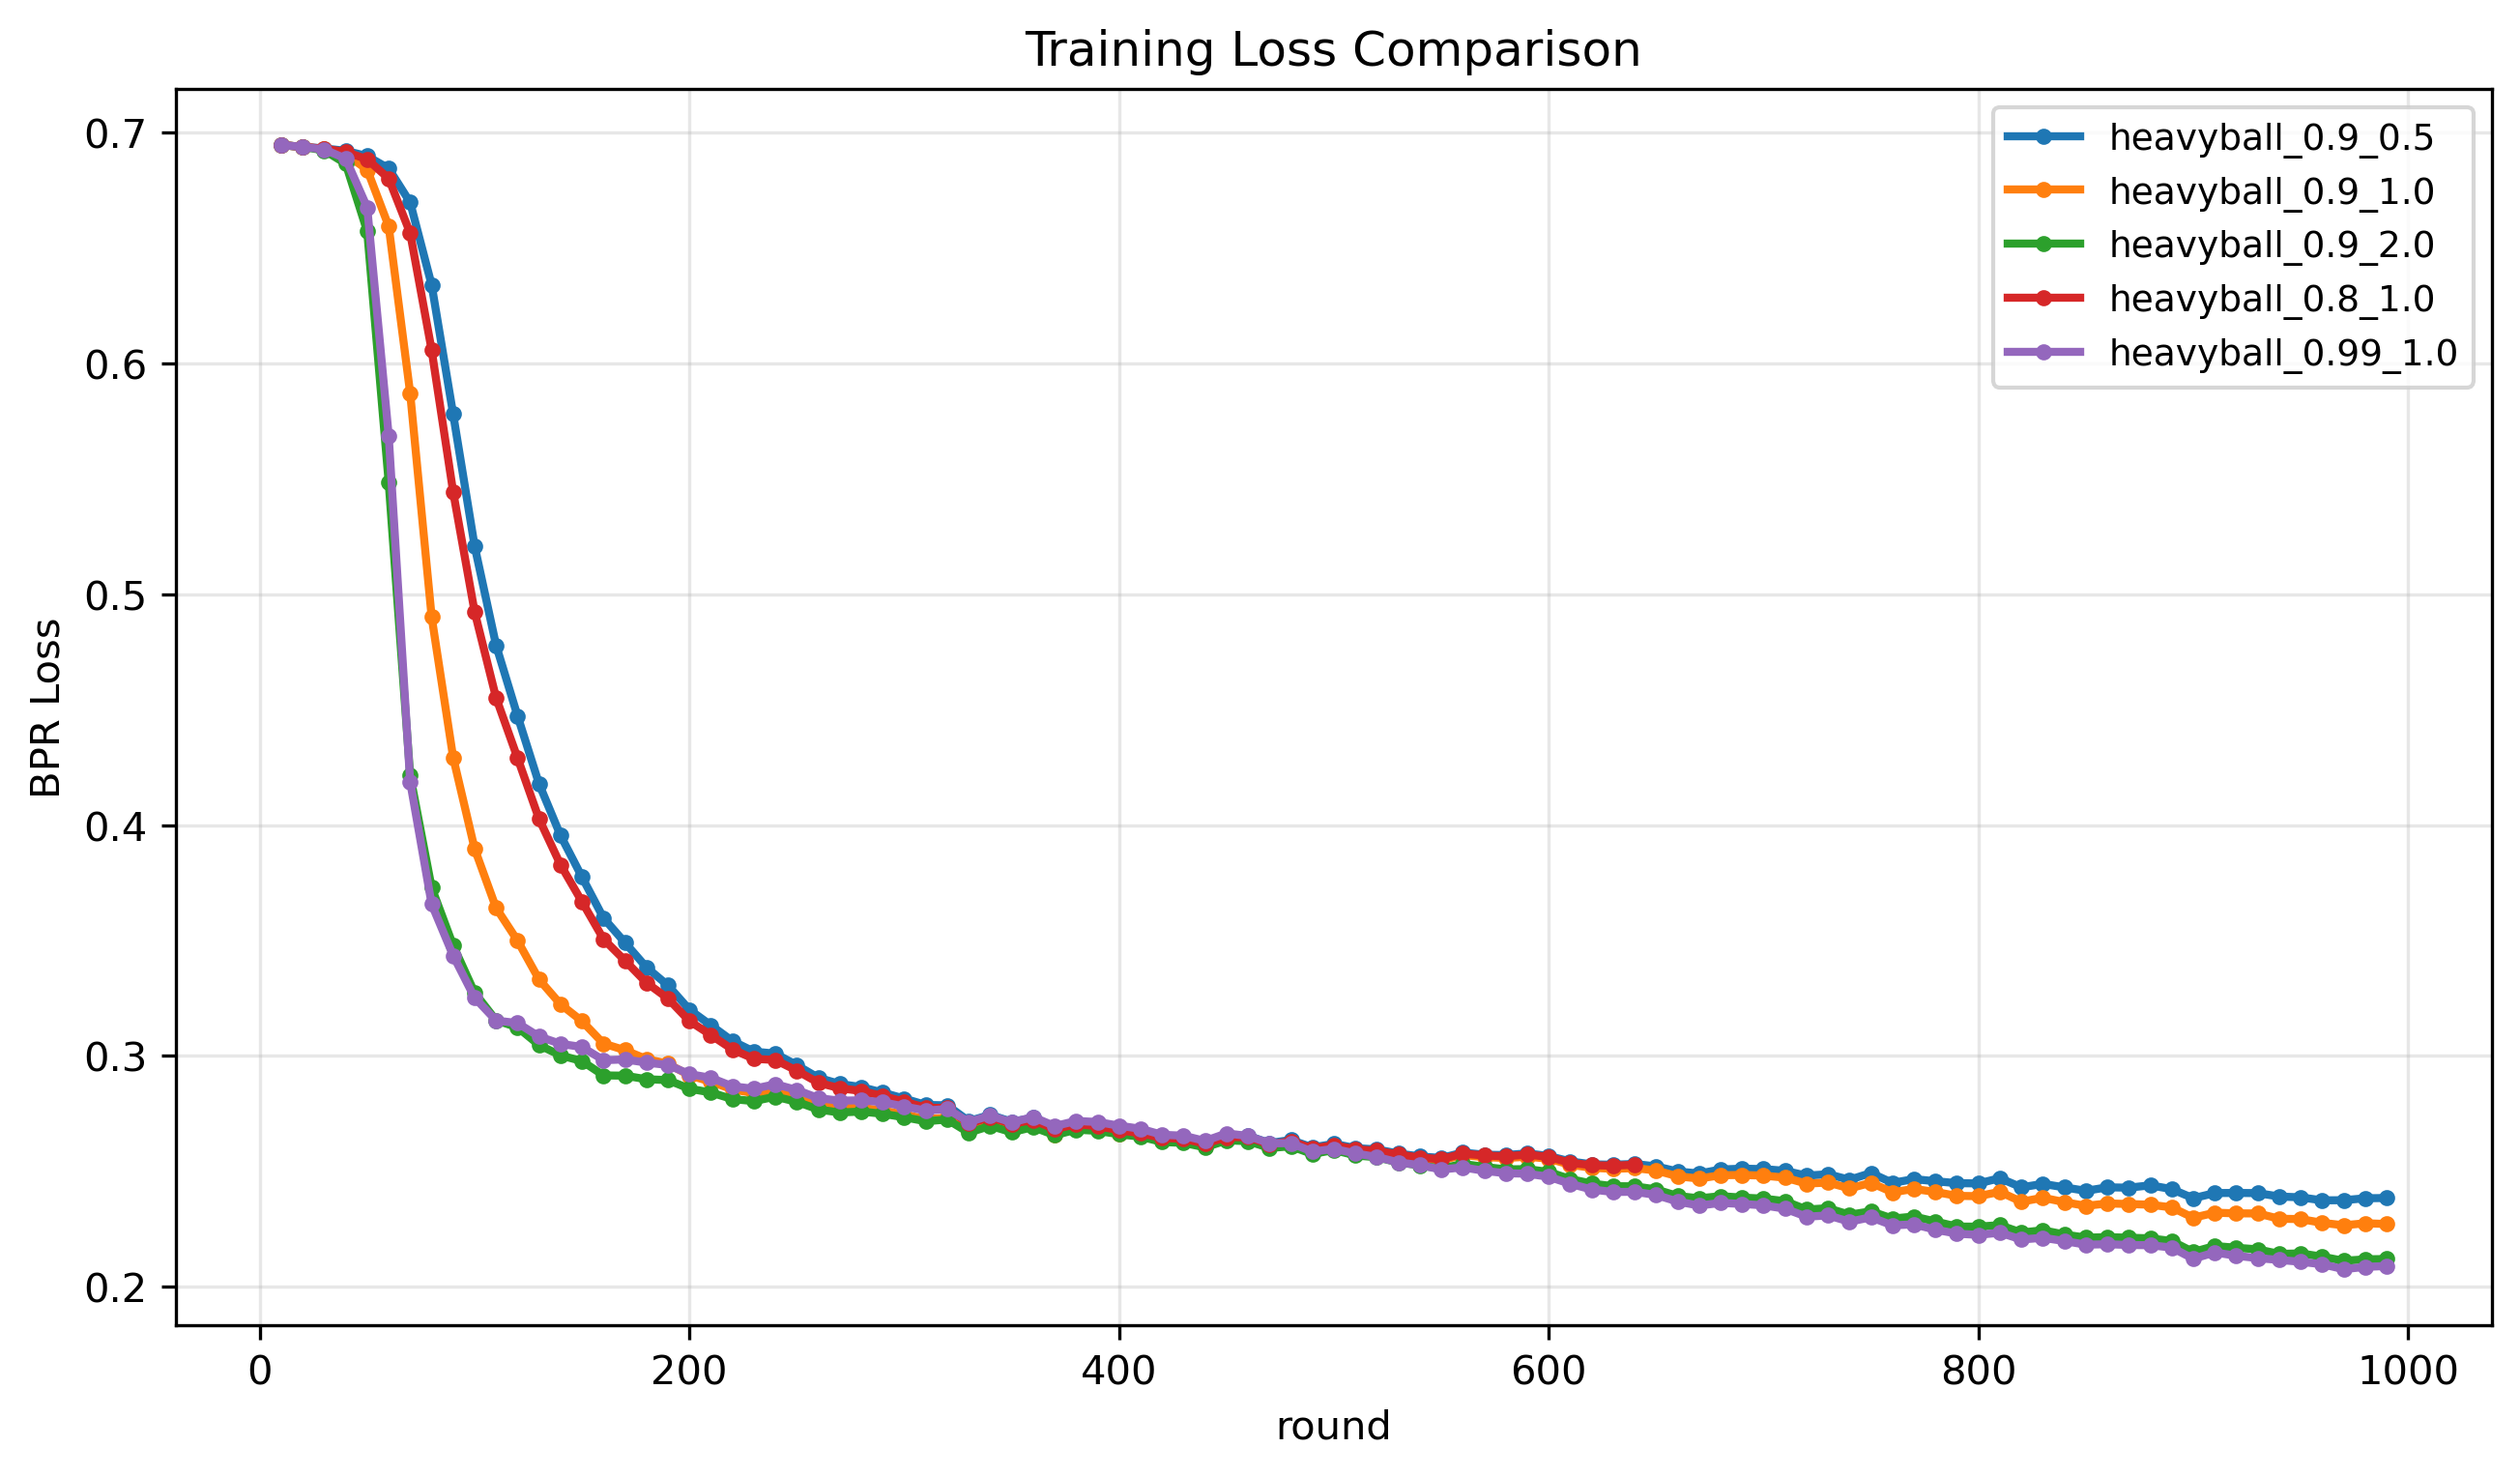 Training Loss Comparison
0.7
0.6
0.5
0.4
0.3
0.2
BPR Loss
heavyball_0.9_0.5
heavyball_0.9_1.0
heavyball_0.9_2.0
heavyball_0.8_1.0
heavyball_0.99_1.0
0
200
400
600
800
1000
round